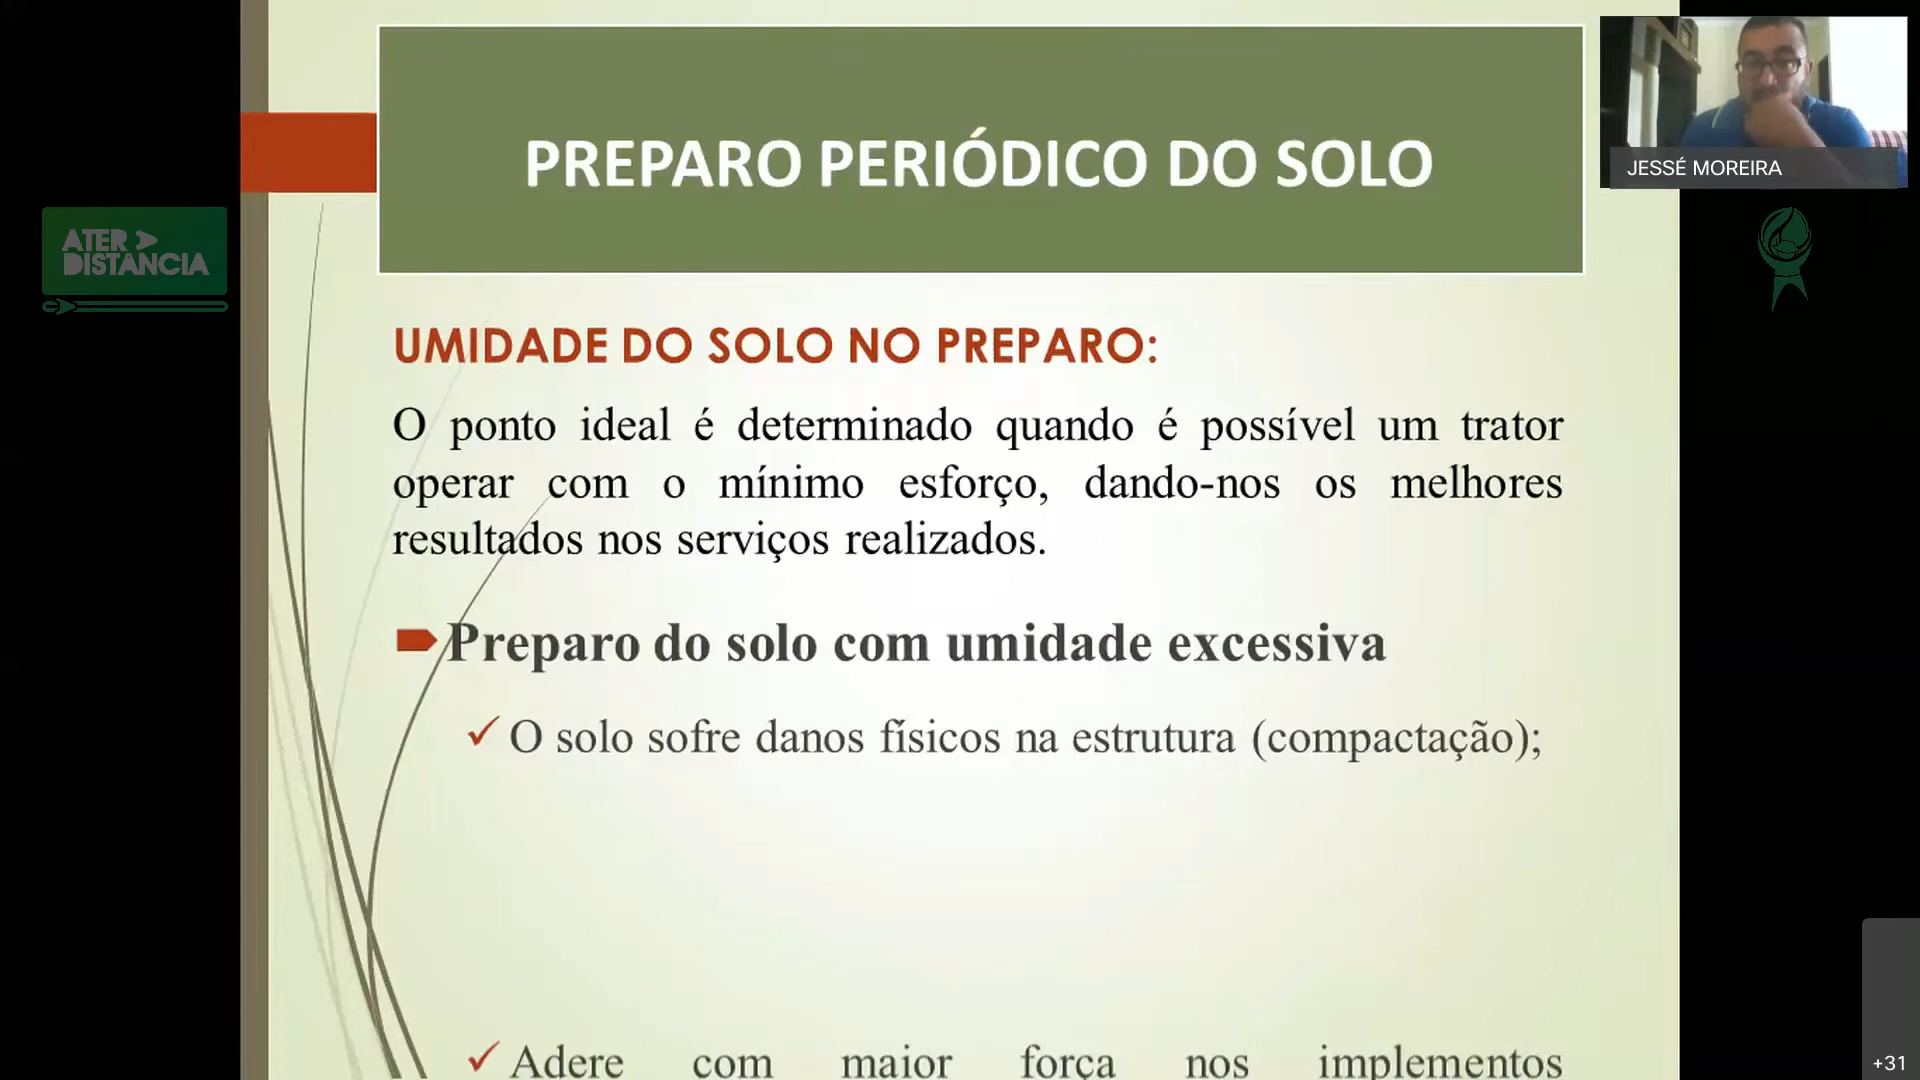 PREPARO PERIÓDICO DO SOLO
JESSÉ MOREIRA
ATER
DISTANCIA
UMIDADE DO SOLO NO PREPARO:
O ponto ideal é determinado quando é possível um trator
operar com o mínimo esforço, dando-nos os melhores
resultados nos serviços realizados.
Preparo do solo com umidade excessiva
O solo sofre danos físicos na estrutura (compactação);
Adere com maior força nos implementos
+31